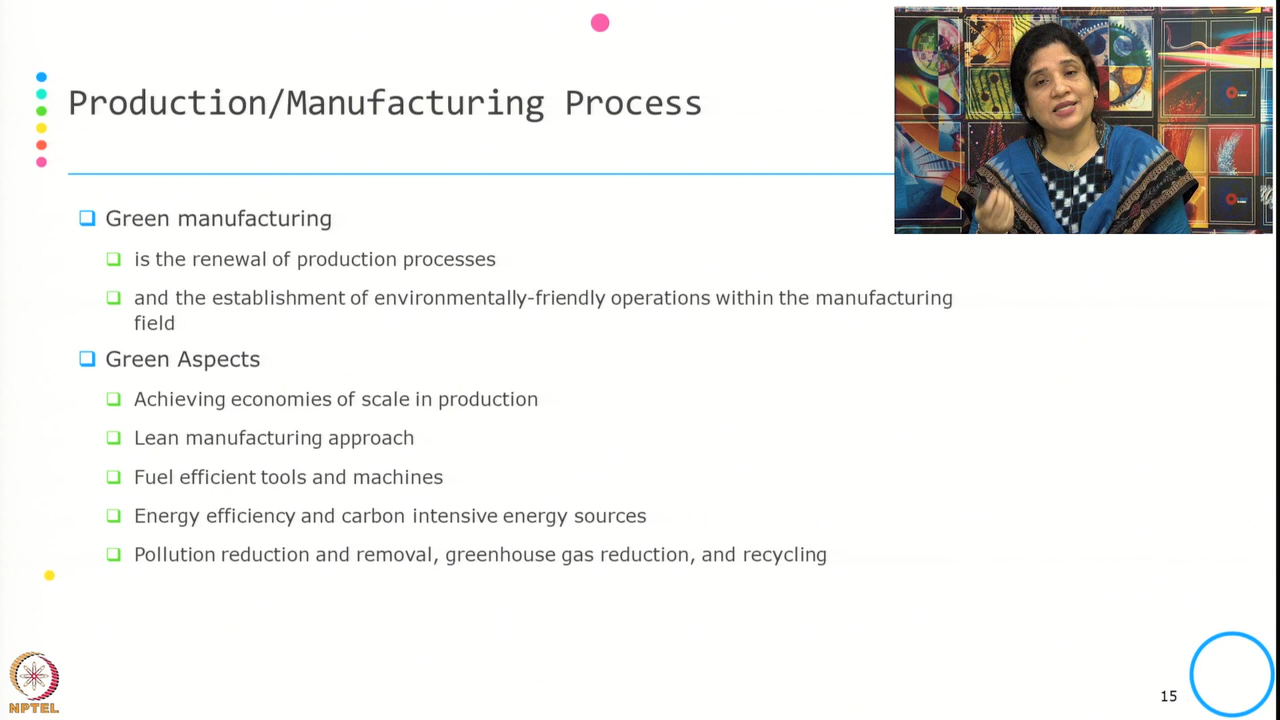 Production/Manufacturing Process
Green manufacturing
is the renewal of production processes
and the establishment of environmentally-friendly operations within the manufacturing
field
Green Aspects
Achieving economies of scale in production
Lean manufacturing approach
Fuel efficient tools and machines
Energy efficiency and carbon intensive energy sources
Pollution reduction and removal, greenhouse gas reduction, and recycling
NPTEL
15